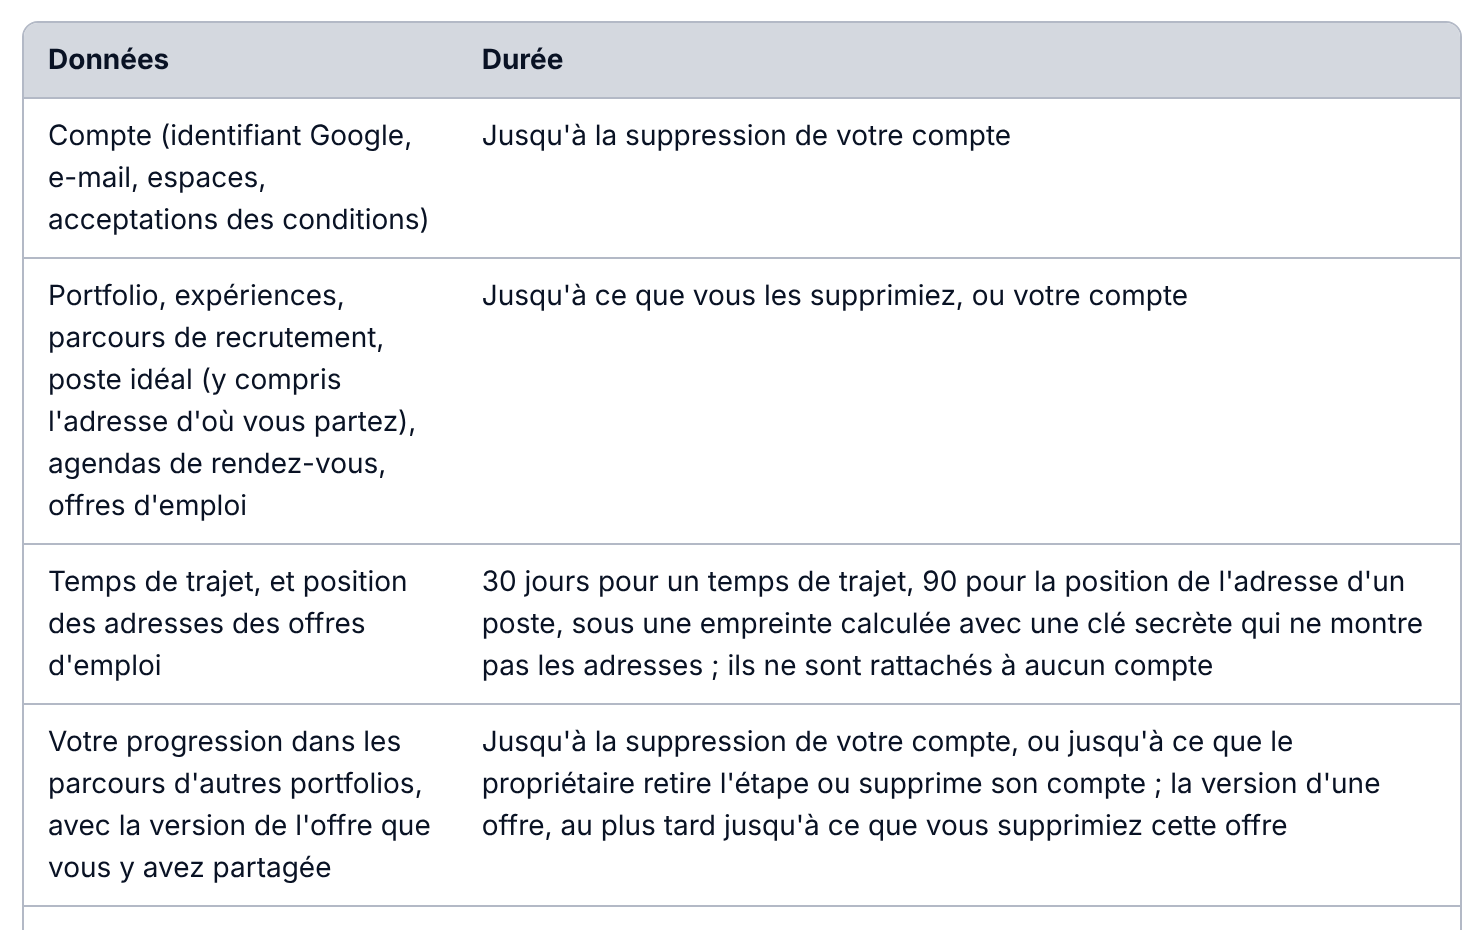 Données
Durée
Compte (identifiant Google,
e-mail, espaces,
acceptations des conditions)
Jusqu'à la suppression de votre compte
Portfolio, expériences,
parcours de recrutement,
poste idéal (y compris
l'adresse d'où vous partez),
agendas de rendez-vous,
offres d'emploi
Jusqu'à ce que vous les supprimiez, ou votre compte
Temps de trajet, et position
des adresses des offres
d'emploi
30 jours pour un temps de trajet, 90 pour la position de l'adresse d'un
poste, sous une empreinte calculée avec une clé secrète qui ne montre
pas les adresses ; ils ne sont rattachés à aucun compte
Votre progression dans les
parcours d'autres portfolios,
avec la version de l'offre que
vous y avez partagée
Jusqu'à la suppression de votre compte, ou jusqu'à ce que le
propriétaire retire l'étape ou supprime son compte ; la version d'une
offre, au plus tard jusqu'à ce que vous supprimiez cette offre